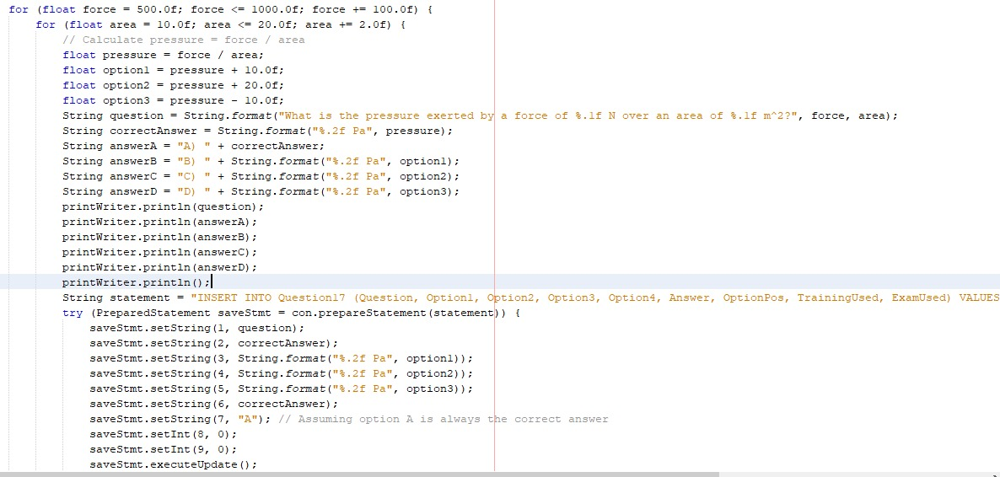 for (float force = 500.0f; force <= 1000.0f; force += 100.0f) {
for (float area = 10.0f; area <= 20.0f; area += 2.0f) {
// Calculate pressure = force / area
float pressure = force / area;
float option1 = pressure + 10.0f;
float option2 = pressure + 20.0f;
float option3 = pressure - 10.0f;
String question = String.format("What is the pressure exerted by a force of %.1f N over an area of %.1f m^2?", force, area);
String correctAnswer = String.format("%.2f Pa", pressure);
String answerA = "A) " + correctAnswer;
String answerB = "B) " + String.format("%.2f Pa", option1);
String answerC = "C) " + String.format("%.2f Pa", option2);
String answerD = "D) " + String.format("%.2f Pa", option3);
printWriter.println(question);
printWriter.println(answerA);
printWriter.println(answerB);
printWriter.println(answerC);
printWriter.println(answerD);
printWriter.println();
String statement = "INSERT INTO Question17 (Question, Option1, Option2, Option3, Option4, Answer, OptionPos, TrainingUsed, ExamUsed) VALUES
try (PreparedStatement saveStmt = con.prepareStatement(statement)) {
saveStmt.setString(1, question);
saveStmt.setString(2, correctAnswer);
saveStmt.setString(3, String.format("%.2f Pa", option1));
saveStmt.setString(4, String.format("%.2f Pa", option2));
saveStmt.setString(5, String.format("%.2f Pa", option3));
saveStmt.setString(6, correctAnswer);
saveStmt.setString(7, "A"); // Assuming option A is always the correct answer
saveStmt.setInt(8, 0);
saveStmt.setInt(9, 0);
saveStmt.executeUpdate();